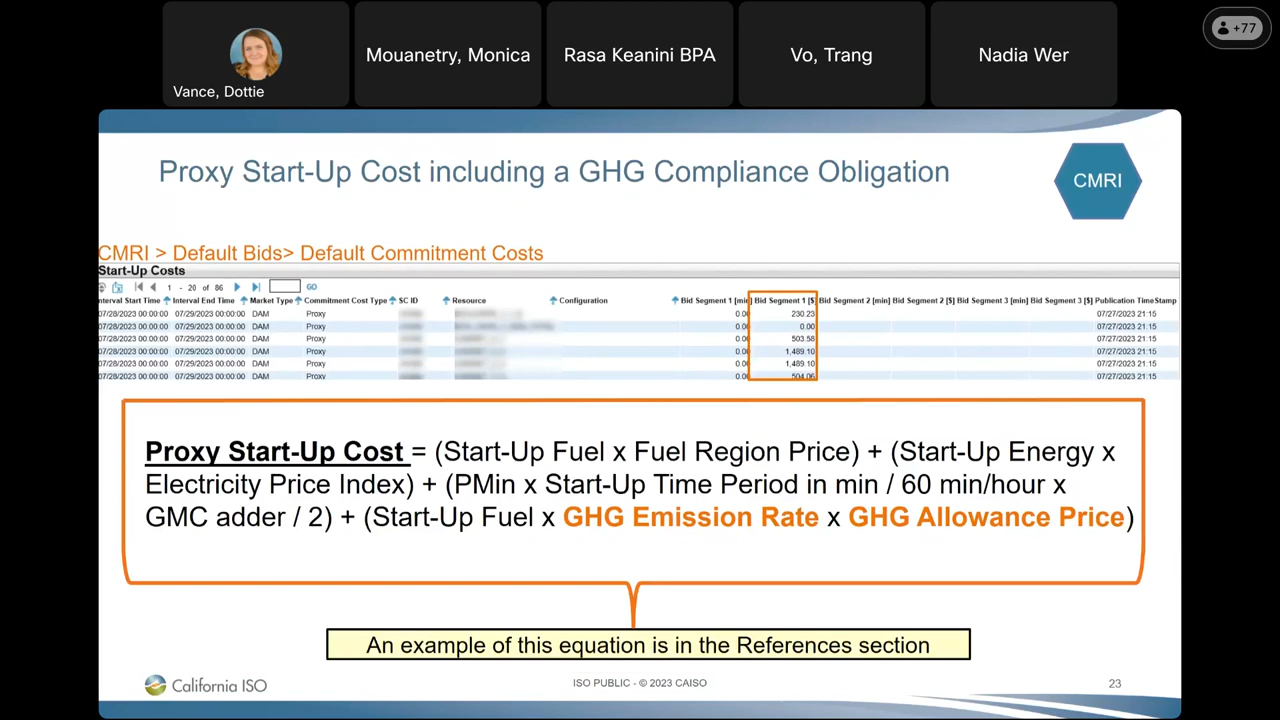 +77
Vance, Dottie
Mouanetry, Monica
Rasa Keanini BPA
Vo, Trang
Nadia Wer
Proxy Start-Up Cost including a GHG Compliance Obligation
CMRI
CMRI > Default Bids> Default Commitment Costs
Start-Up Costs
1 - 20 of 86 GO
nterval Start Time Interval End Time Market Type Commitment Cost Type SC ID Resource Configuration Bid Segment 1 [min] Bid Segment 1 [$] Bid Segment 2 [min] Bid Segment 2 [$] Bid Segment 3 [min] Bid Segment 3 [$] Publication TimeStamp
07/28/2023 00:00:00 07/29/2023 00:00:00 DAM Proxy 0.00 230.23 07/27/2023 21:15
07/28/2023 00:00:00 07/29/2023 00:00:00 DAM Proxy 0.00 0.00 07/27/2023 21:15
07/28/2023 00:00:00 07/29/2023 00:00:00 DAM Proxy 0.00 503.58 07/27/2023 21:15
07/28/2023 00:00:00 07/29/2023 00:00:00 DAM Proxy 0.00 1,489.10 07/27/2023 21:15
07/28/2023 00:00:00 07/29/2023 00:00:00 DAM Proxy 0.00 1,489.10 07/27/2023 21:15
07/28/2023 00:00:00 07/29/2023 00:00:00 DAM Proxy 0.00 504.06 07/27/2023 21:15
Proxy Start-Up Cost = (Start-Up Fuel x Fuel Region Price) + (Start-Up Energy x
Electricity Price Index) + (PMin x Start-Up Time Period in min / 60 min/hour x
GMC adder / 2) + (Start-Up Fuel x GHG Emission Rate x GHG Allowance Price)
An example of this equation is in the References section
California ISO
ISO PUBLIC - © 2023 CAISO
23